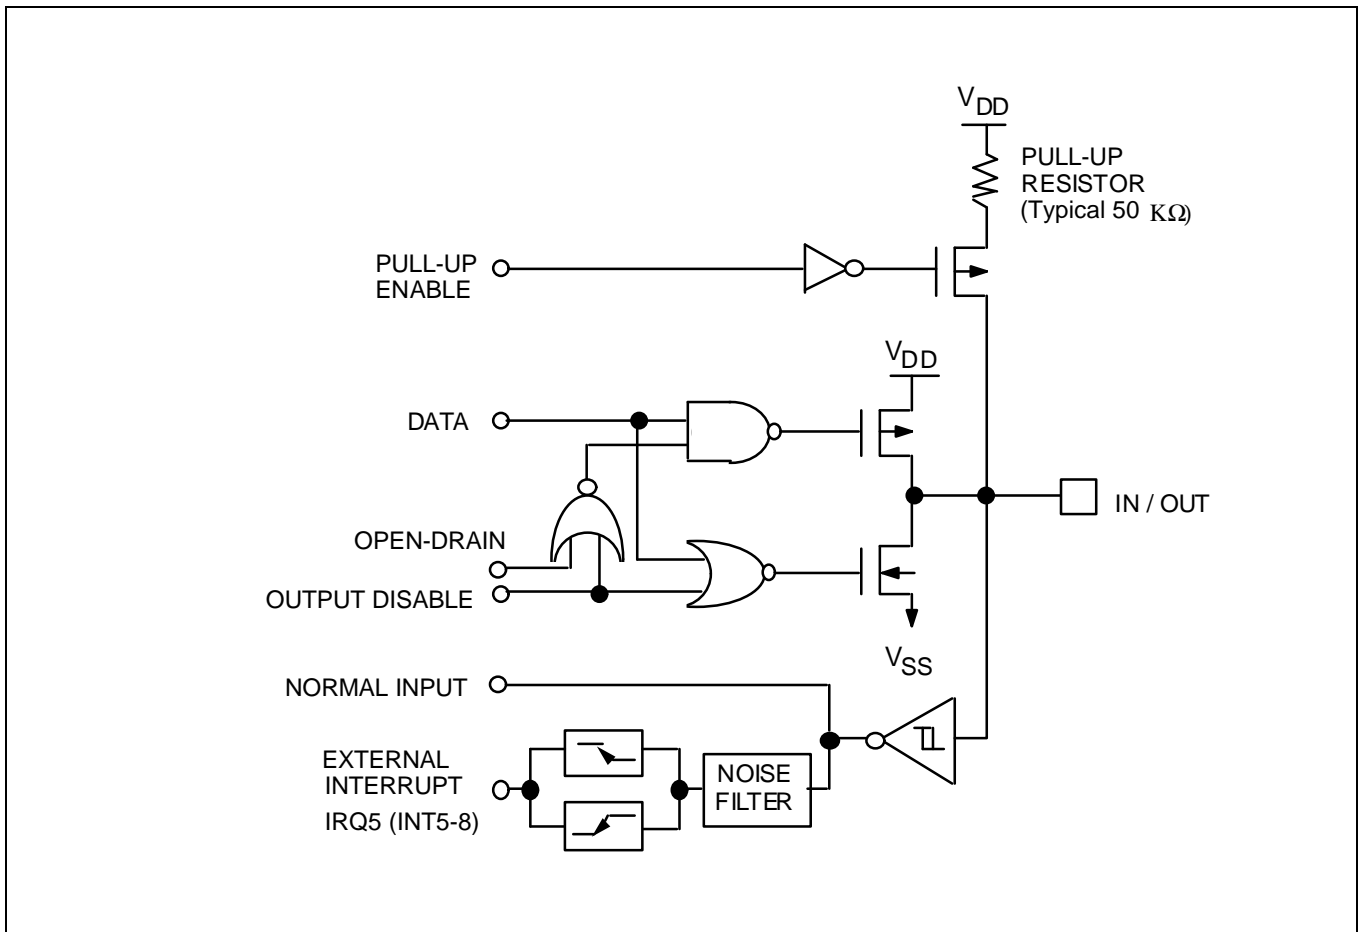 VDD
PULL-UP
RESISTOR
(Typical 50 KΩ)
PULL-UP
ENABLE
VDD
DATA
IN / OUT
OPEN-DRAIN
OUTPUT DISABLE
VSS
NORMAL INPUT
EXTERNAL
INTERRUPT
IRQ5 (INT5-8)
NOISE
FILTER